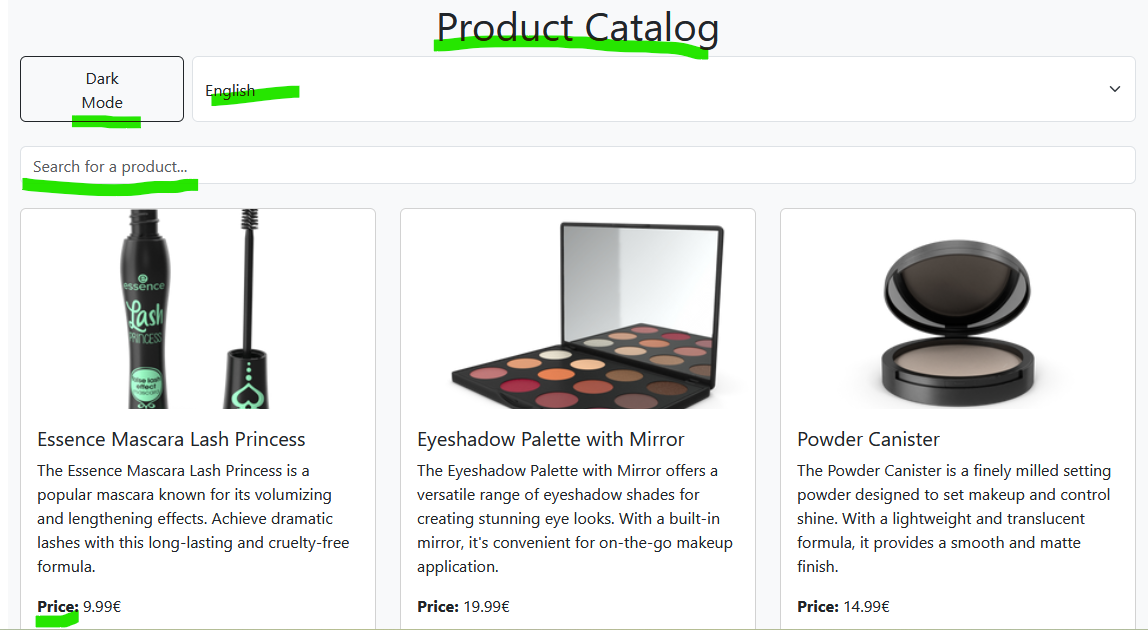 Product Catalog
Dark
Mode
English
Search for a product...
essence
Lash
PRINCESS
false lash
effect
mascara
Essence Mascara Lash Princess
The Essence Mascara Lash Princess is a
popular mascara known for its volumizing
and lengthening effects. Achieve dramatic
lashes with this long-lasting and cruelty-free
formula.
Price: 9.99€
Eyeshadow Palette with Mirror
The Eyeshadow Palette with Mirror offers a
versatile range of eyeshadow shades for
creating stunning eye looks. With a built-in
mirror, it's convenient for on-the-go makeup
application.
Price: 19.99€
Powder Canister
The Powder Canister is a finely milled setting
powder designed to set makeup and control
shine. With a lightweight and translucent
formula, it provides a smooth and matte
finish.
Price: 14.99€